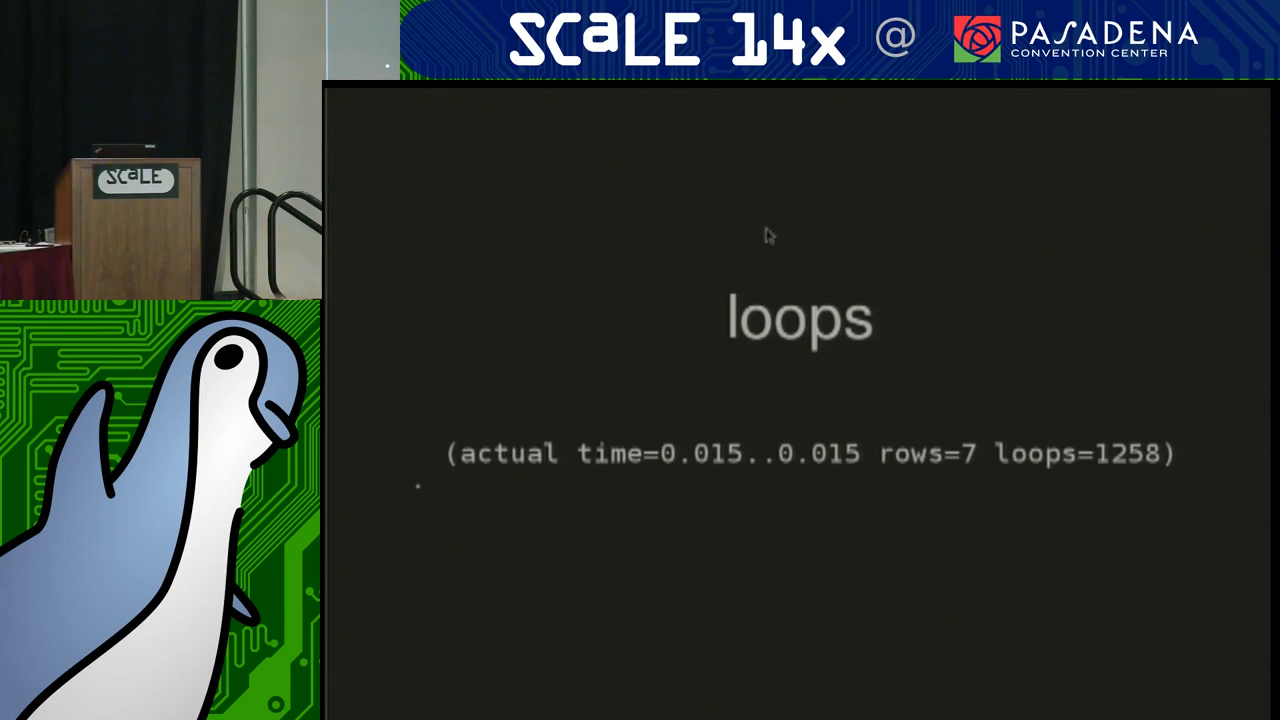 SCaLE 14x @ PASADENA
CONVENTION CENTER
SCaLE
loops
(actual time=0.015..0.015 rows=7 loops=1258)